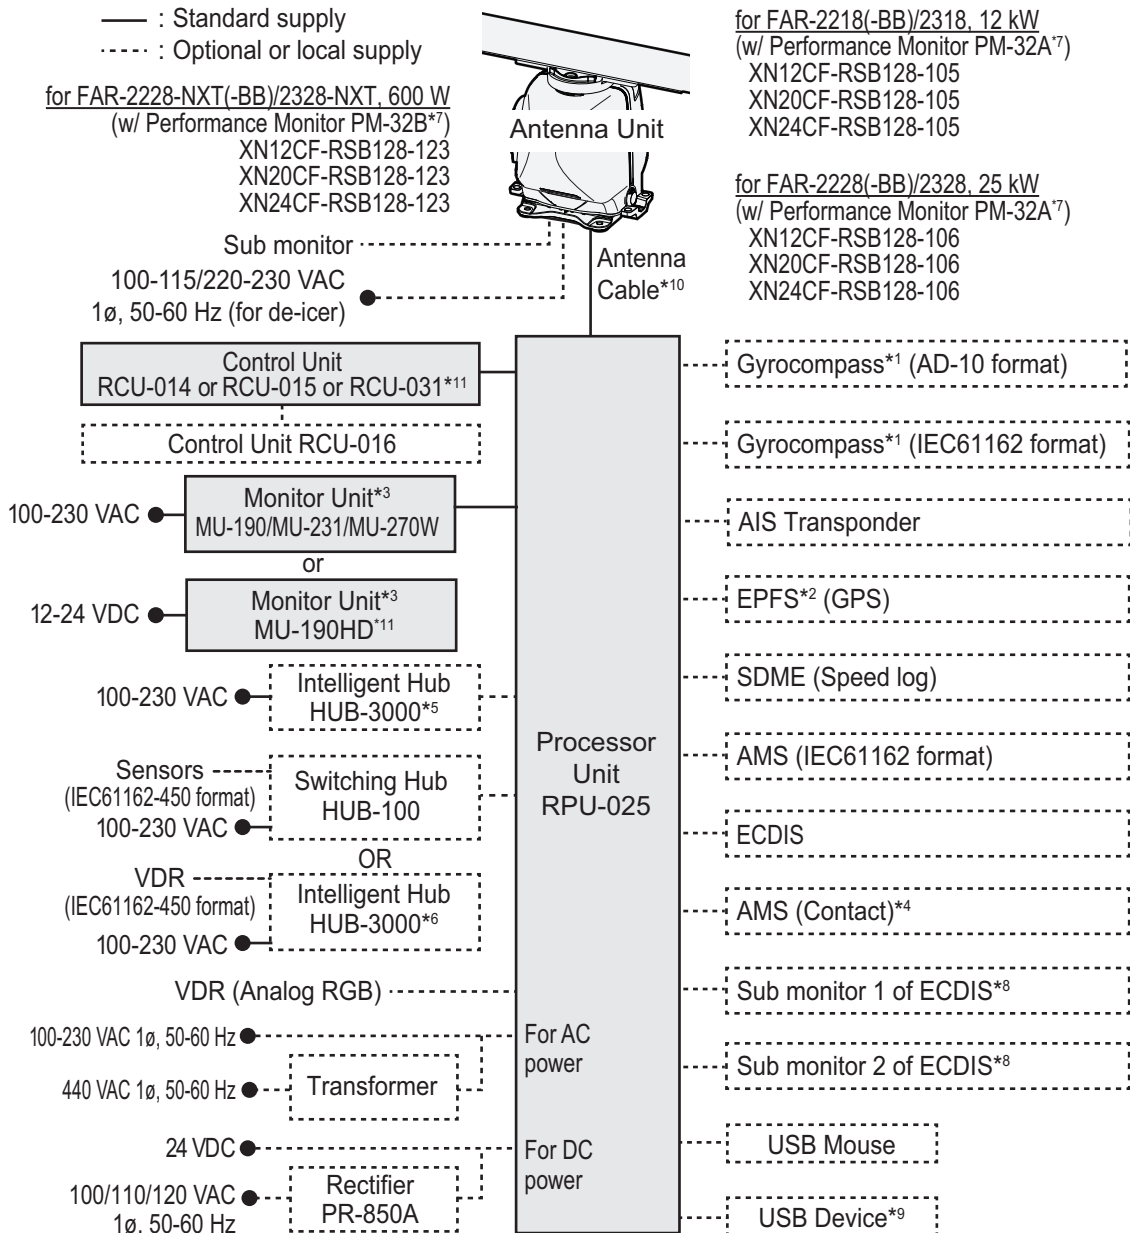 : Standard supply
: Optional or local supply
for FAR-2228-NXT(-BB)/2328-NXT, 600 W
(w/ Performance Monitor PM-32B*7)
XN12CF-RSB128-123
XN20CF-RSB128-123
XN24CF-RSB128-123
Antenna Unit
for FAR-2218(-BB)/2318, 12 kW
(w/ Performance Monitor PM-32A*7)
XN12CF-RSB128-105
XN20CF-RSB128-105
XN24CF-RSB128-105
for FAR-2228(-BB)/2328, 25 kW
(w/ Performance Monitor PM-32A*7)
XN12CF-RSB128-106
XN20CF-RSB128-106
XN24CF-RSB128-106
Sub monitor
100-115/220-230 VAC
1ø, 50-60 Hz (for de-icer)
Antenna
Cable*10
Control Unit
RCU-014 or RCU-015 or RCU-031*11
Control Unit RCU-016
100-230 VAC
Monitor Unit*3
MU-190/MU-231/MU-270W
or
12-24 VDC
Monitor Unit*3
MU-190HD*11
100-230 VAC
Intelligent Hub
HUB-3000*5
Sensors
(IEC61162-450 format)
100-230 VAC
Switching Hub
HUB-100
OR
VDR
(IEC61162-450 format)
100-230 VAC
Intelligent Hub
HUB-3000*6
VDR (Analog RGB)
100-230 VAC 1ø, 50-60 Hz
440 VAC 1ø, 50-60 Hz
Transformer
24 VDC
100/110/120 VAC
1ø, 50-60 Hz
Rectifier
PR-850A
Processor
Unit
RPU-025
For AC
power
For DC
power
Gyrocompass*1 (AD-10 format)
Gyrocompass*1 (IEC61162 format)
AIS Transponder
EPFS*2 (GPS)
SDME (Speed log)
AMS (IEC61162 format)
ECDIS
AMS (Contact)*4
Sub monitor 1 of ECDIS*8
Sub monitor 2 of ECDIS*8
USB Mouse
USB Device*9